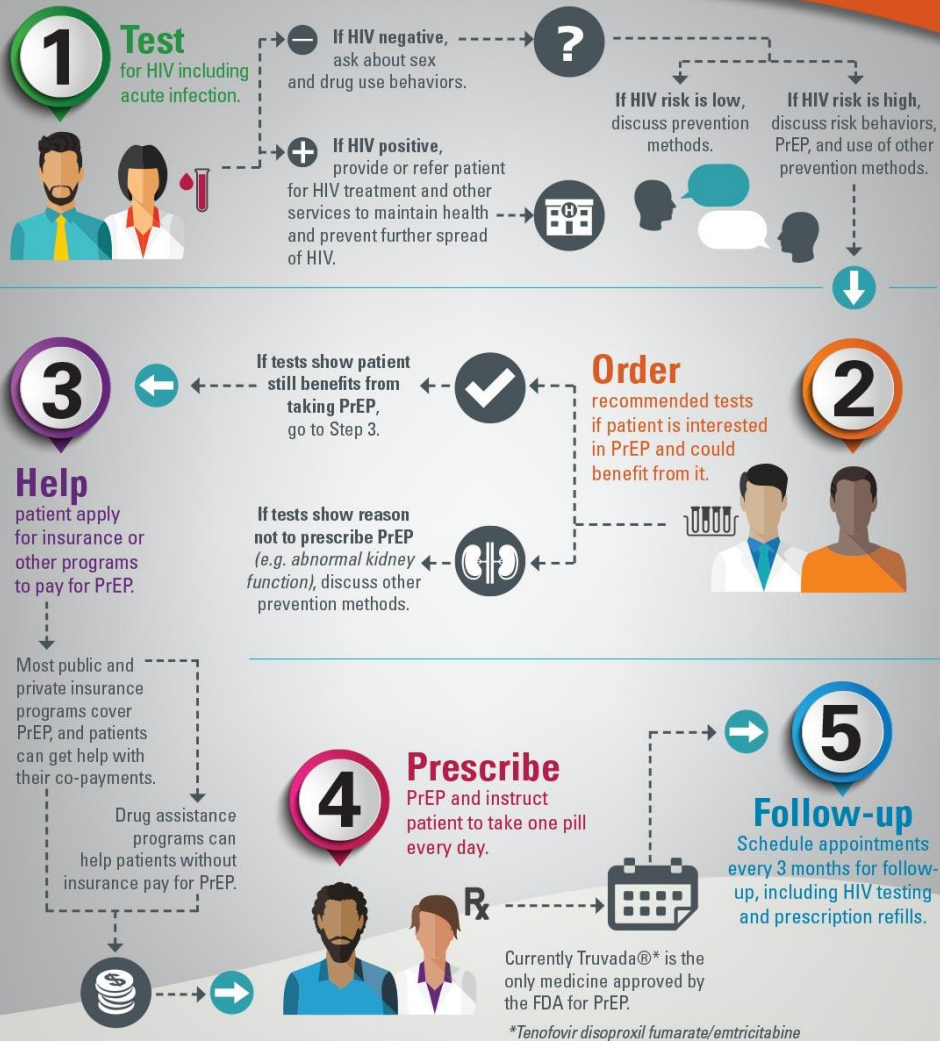 1
Test
for HIV including
acute infection.
If HIV negative,
ask about sex
and drug use behaviors.
?
If HIV risk is low,
discuss prevention
methods.
If HIV risk is high,
discuss risk behaviors,
PrEP, and use of other
prevention methods.
If HIV positive,
provide or refer patient
for HIV treatment and other
services to maintain health
and prevent further spread
of HIV.
H
2
Order
recommended tests
if patient is interested
in PrEP and could
benefit from it.
If tests show patient
still benefits from
taking PrEP,
go to Step 3.
If tests show reason
not to prescribe PrEP
(e.g. abnormal kidney
function), discuss other
prevention methods.
3
Help
patient apply
for insurance or
other programs
to pay for PrEP.
Most public and
private insurance
programs cover
PrEP, and patients
can get help with
their co-payments.
Drug assistance
programs can
help patients without
insurance pay for PrEP.
$
4
Prescribe
PrEP and instruct
patient to take one pill
every day.
Rx
Currently Truvada®* is the
only medicine approved by
the FDA for PrEP.
*Tenofovir disoproxil fumarate/emtricitabine
5
Follow-up
Schedule appointments
every 3 months for follow-
up, including HIV testing
and prescription refills.